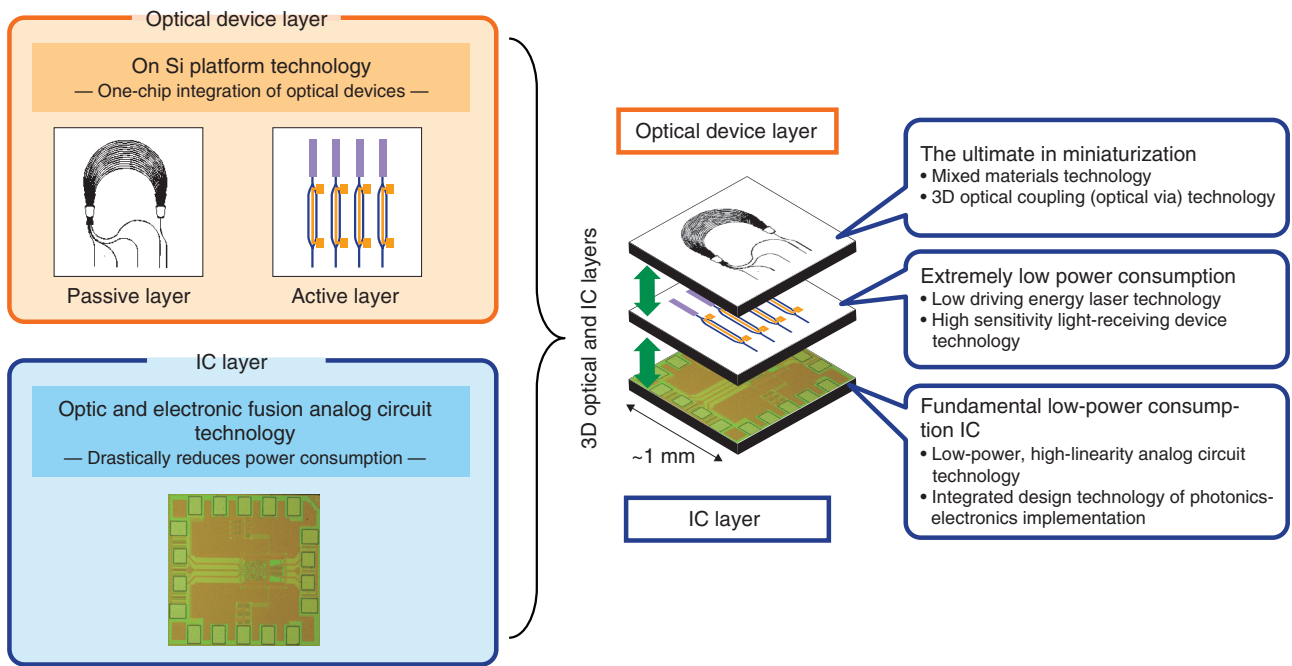 Optical device layer
On Si platform technology
— One-chip integration of optical devices —
Passive layer
Active layer
IC layer
Optic and electronic fusion analog circuit
technology
— Drastically reduces power consumption —
3D optical and IC layers
Optical device layer
~1 mm
IC layer
The ultimate in miniaturization
• Mixed materials technology
• 3D optical coupling (optical via) technology
Extremely low power consumption
• Low driving energy laser technology
• High sensitivity light-receiving device
technology
Fundamental low-power consump-
tion IC
• Low-power, high-linearity analog circuit
technology
• Integrated design technology of photonics-
electronics implementation